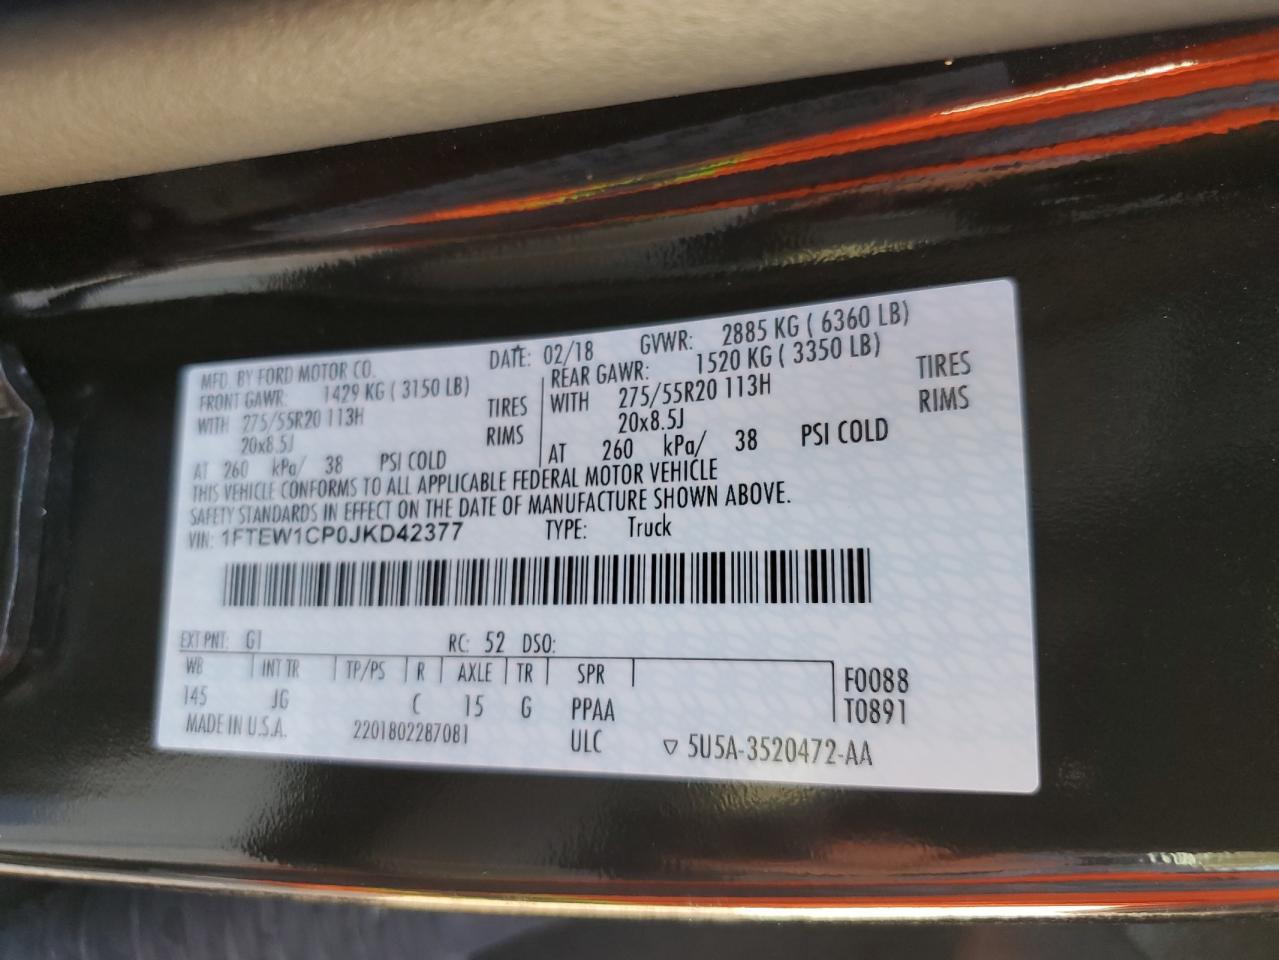 MFD. BY FORD MOTOR CO. DATE: 02/18 GVWR: 2885 KG ( 6360 LB)
FRONT GAWR: 1429 KG ( 3150 LB) REAR GAWR: 1520 KG ( 3350 LB)
WITH 275/55R20 113H TIRES WITH 275/55R20 113H TIRES
20x8.5J RIMS 20x8.5J RIMS
AT 260 kPa/ 38 PSI COLD AT 260 kPa/ 38 PSI COLD
THIS VEHICLE CONFORMS TO ALL APPLICABLE FEDERAL MOTOR VEHICLE
SAFETY STANDARDS IN EFFECT ON THE DATE OF MANUFACTURE SHOWN ABOVE.
VIN: 1FTEW1CP0JKD42377 TYPE: Truck
EXT PNT: G1 RC: 52 DSO:
WB INT TR TP/PS R AXLE TR SPR F0088
145 JG C 15 G PPAA T0891
MADE IN U.S.A. 2201802287081 ULC ▽ 5U5A-3520472-AA